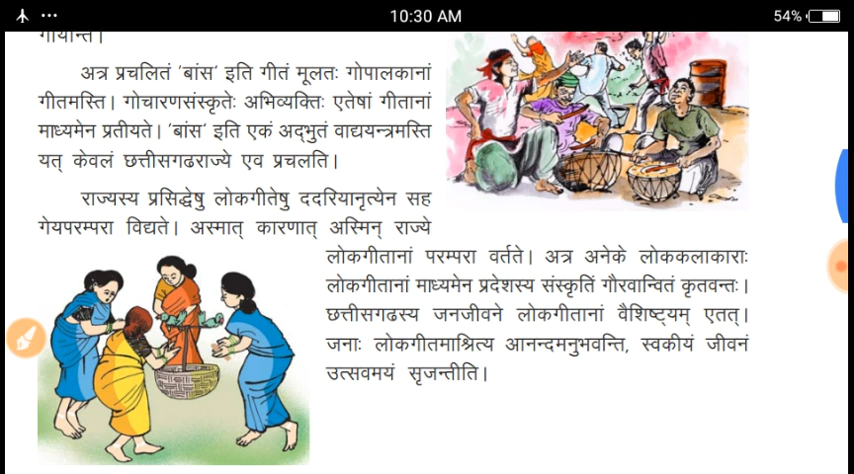 10:30 AM
54%
अत्र प्रचलितं 'बांस' इति गीतं मूलतः गोपालकानां
गीतमस्ति। गोचारणसंस्कृतेः अभिव्यक्तिः एतेषां गीतानां
माध्यमेन प्रतीयते। 'बांस' इति एकं अद्भुतं वाद्ययन्त्रमस्ति
यत् केवलं छत्तीसगढराज्ये एव प्रचलति।
राज्यस्य प्रसिद्धेषु लोकगीतेषु ददरियानृत्येन सह
गेयपरम्परा विद्यते। अस्मात् कारणात् अस्मिन् राज्ये
लोकगीतानां परम्परा वर्तते। अत्र अनेके लोककलाकाराः
लोकगीतानां माध्यमेन प्रदेशस्य संस्कृतिं गौरवान्वितं कृतवन्तः।
छत्तीसगढस्य जनजीवने लोकगीतानां वैशिष्ट्यम् एतत्।
जनाः लोकगीतमाश्रित्य आनन्दमनुभवन्ति, स्वकीयं जीवनं
उत्सवमयं सृजन्तीति।